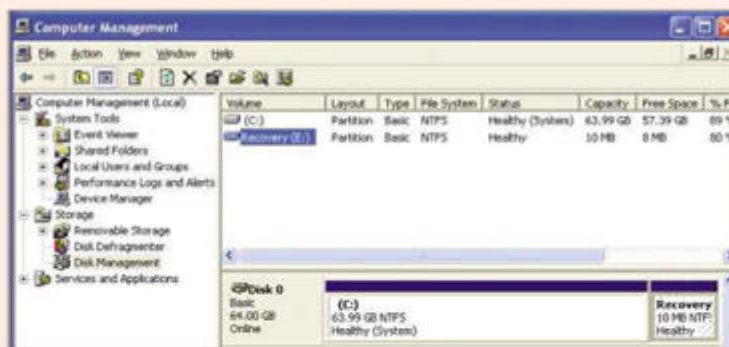 Computer Management
File Action View Window Help
Computer Management (Local)
System Tools
Event Viewer
Shared Folders
Local Users and Groups
Performance Logs and Alerts
Device Manager
Storage
Removable Storage
Disk Defragmenter
Disk Management
Services and Applications
Volume Layout Type File System Status Capacity Free Space % F
(C:) Partition Basic NTFS Healthy (System) 63.99 GB 57.39 GB 89 %
Recovery (E:) Partition Basic NTFS Healthy 10 MB 8 MB 80 %
Disk 0
Basic
64.00 GB
Online
(C:)
63.99 GB NTFS
Healthy (System)
Recovery
10 MB NTF
Healthy